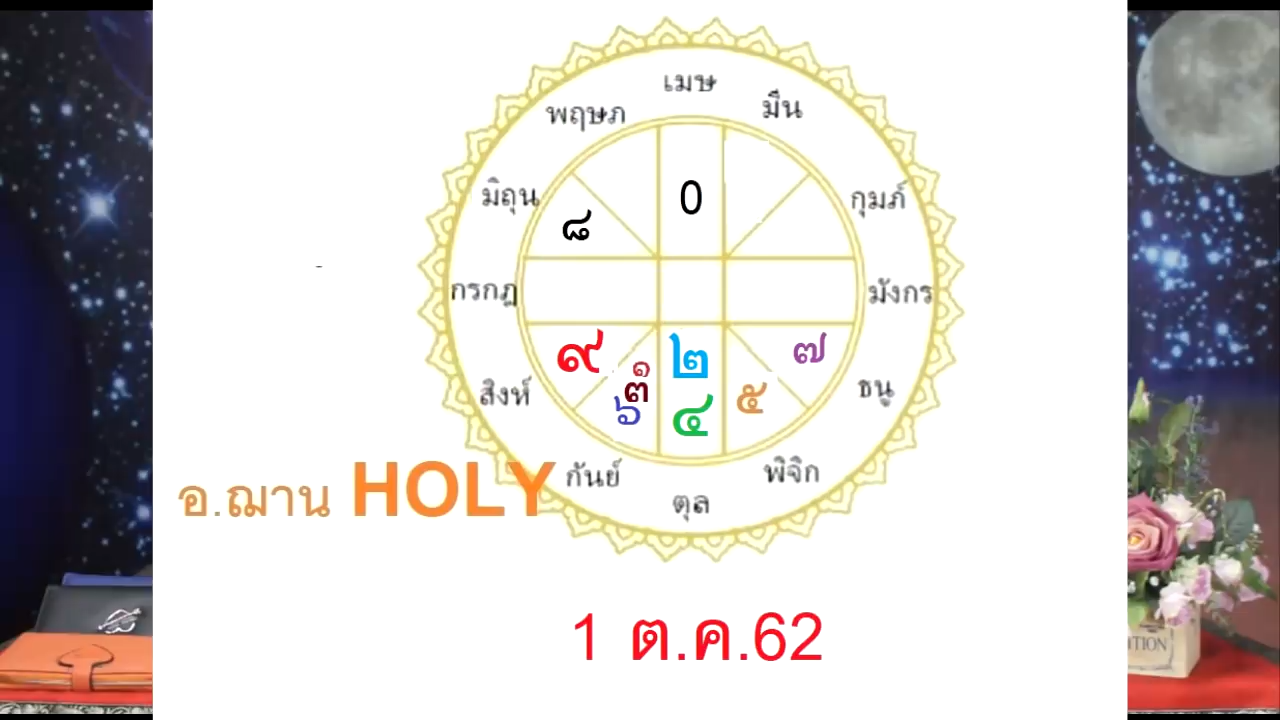 เมษ
พฤษภ
มีน
มิถุน
กุมภ์
0
๘
กรกฎ
มังกร
๙
๑
๒
๗
๓
สิงห์
ธนู
๖
๔
๕
กันย์
พิจิก
ตุล
อ.ฌาน HOLY
1 ต.ค.62